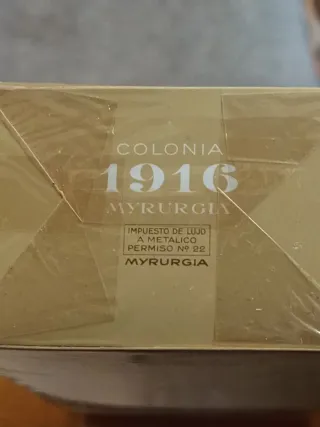 COLONIA
1916
MYRURGIA
IMPUESTO DE LUJO
A METALICO
PERMISO Nº 22
MYRURGIA